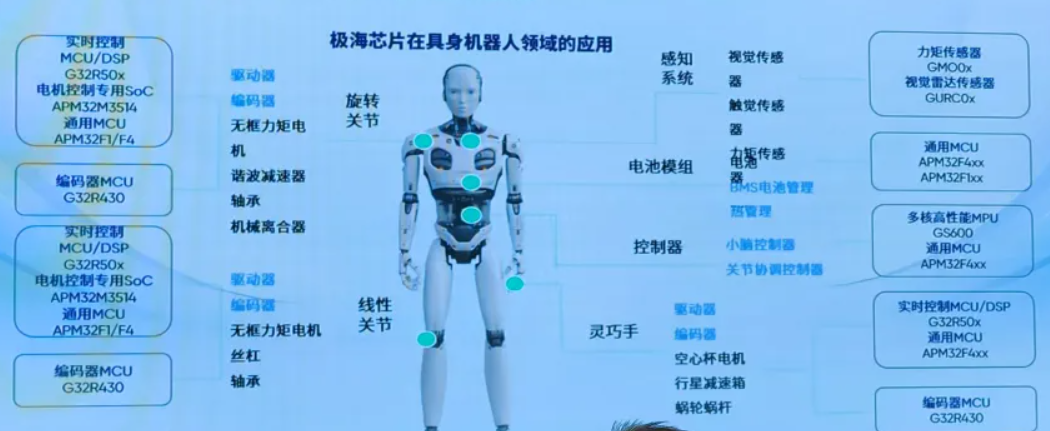 极海芯片在具身机器人领域的应用
实时控制
MCU/DSP
G32R50x
电机控制专用SoC
APM32M3514
通用MCU
APM32F1/F4
编码器MCU
G32R430
驱动器
编码器
无框力矩电
机
谐波减速器
轴承
机械离合器
旋转
关节
实时控制
MCU/DSP
G32R50x
电机控制专用SoC
APM32M3514
通用MCU
APM32F1/F4
编码器MCU
G32R430
驱动器
编码器
无框力矩电机
丝杠
轴承
线性
关节
感知
系统
视觉传感
器
触觉传感
器
力矩传感
器
力矩传感器
GMO0x
视觉雷达传感器
GURC0x
电池模组
电池
BMS电池管理
热管理
通用MCU
APM32F4xx
APM32F1xx
控制器
小脑控制器
关节协调控制器
多核高性能MPU
GS600
通用MCU
APM32F4xx
灵巧手
驱动器
编码器
空心杯电机
行星减速箱
蜗轮蜗杆
实时控制MCU/DSP
G32R50x
通用MCU
APM32F4xx
编码器MCU
G32R430